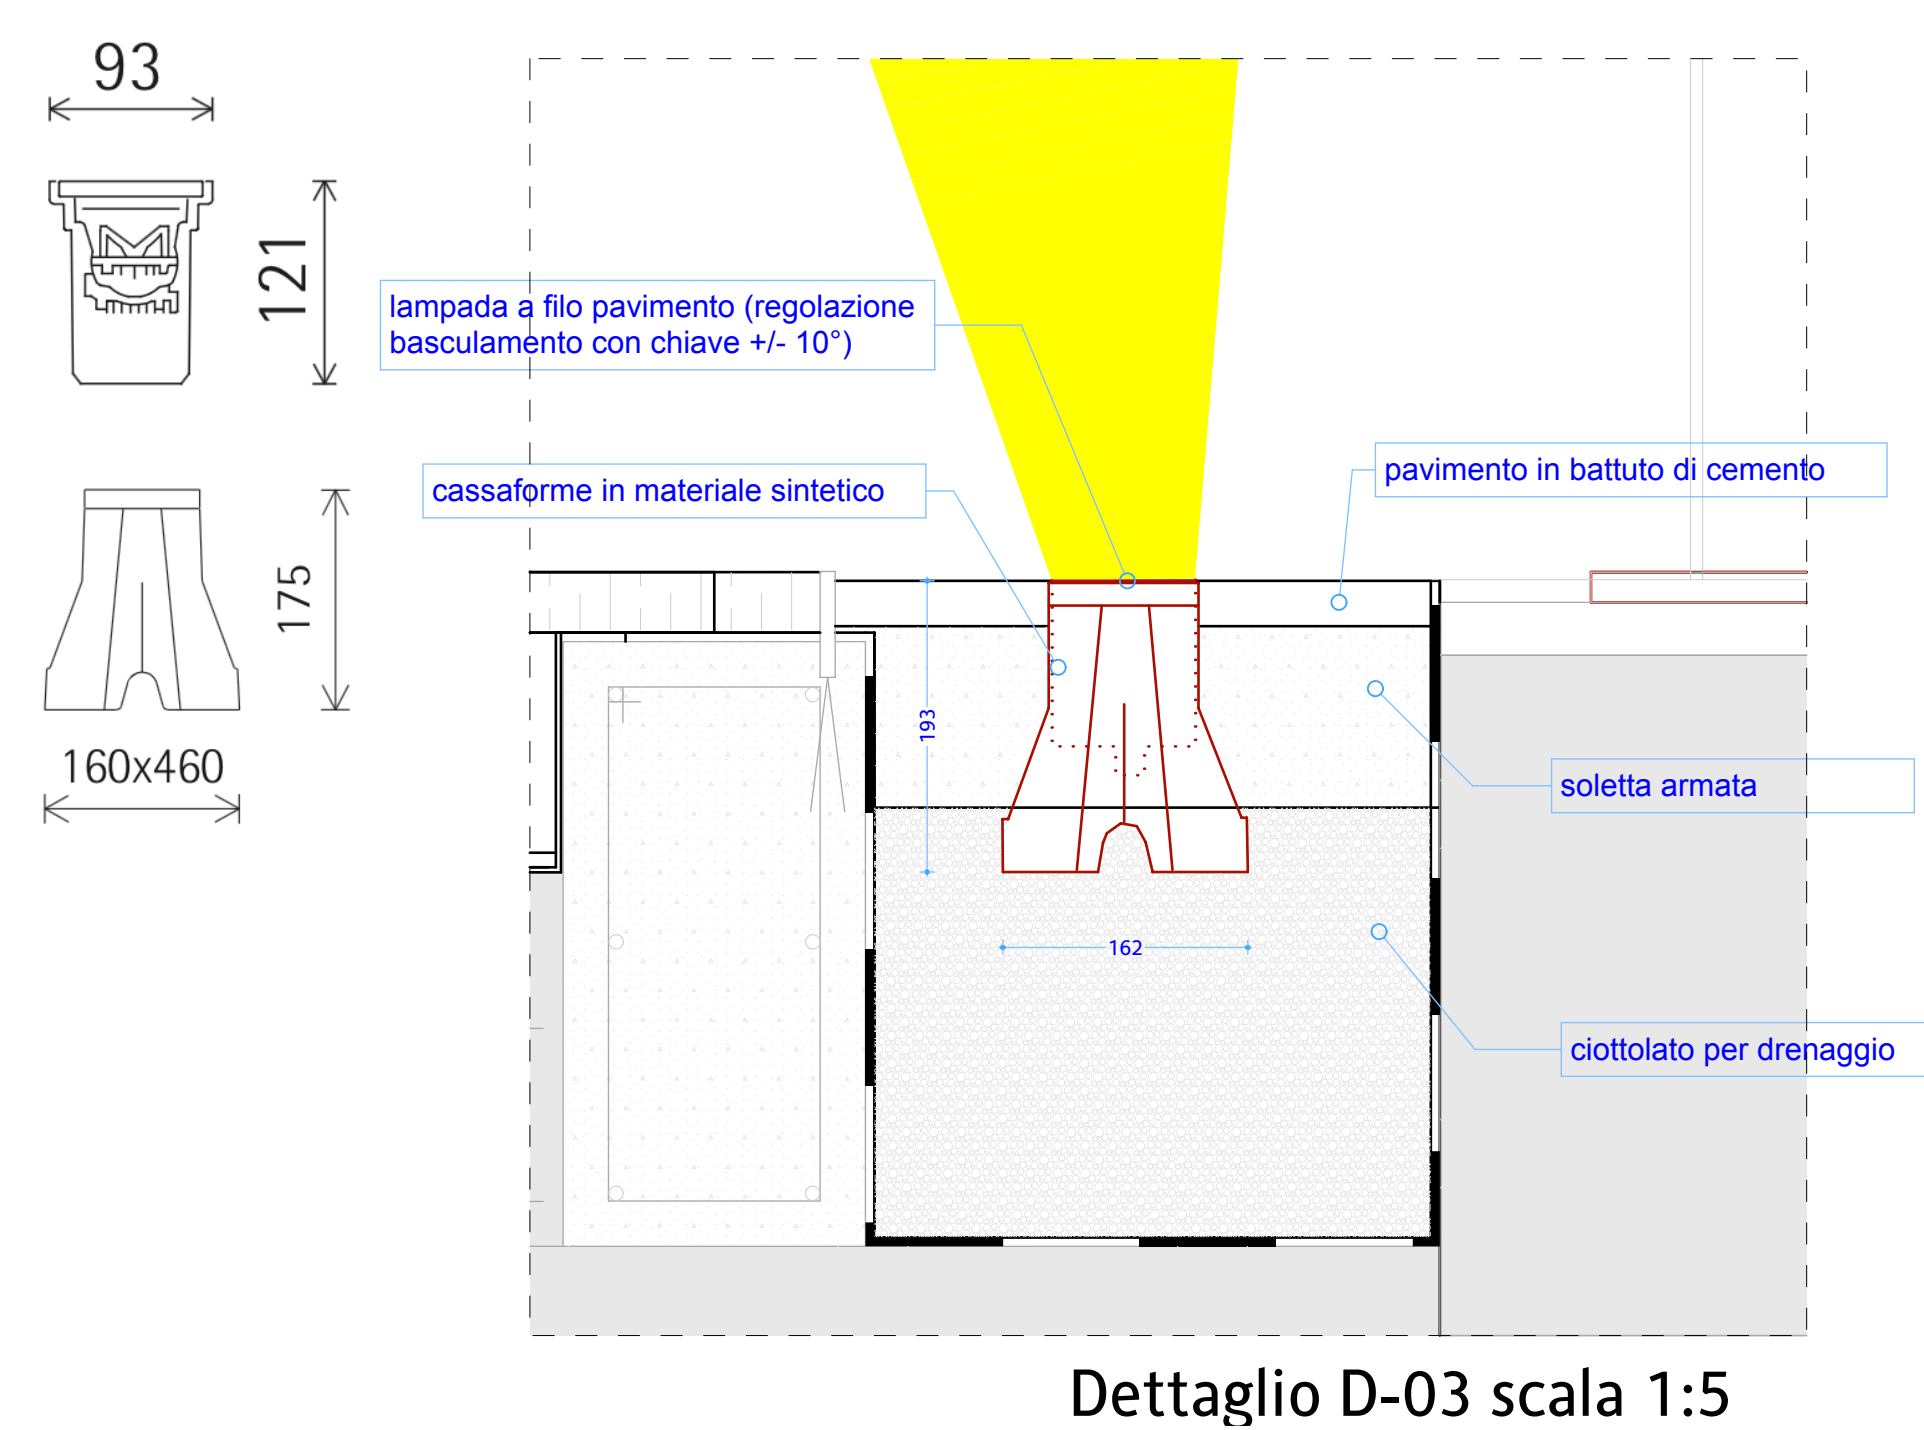 93
121
lampada a filo pavimento (regolazione
basculamento con chiave +/- 10°)
cassaforme in materiale sintetico
pavimento in battuto di cemento
175
193
160x460
soletta armata
162
ciottolato per drenaggio
Dettaglio D-03 scala 1:5